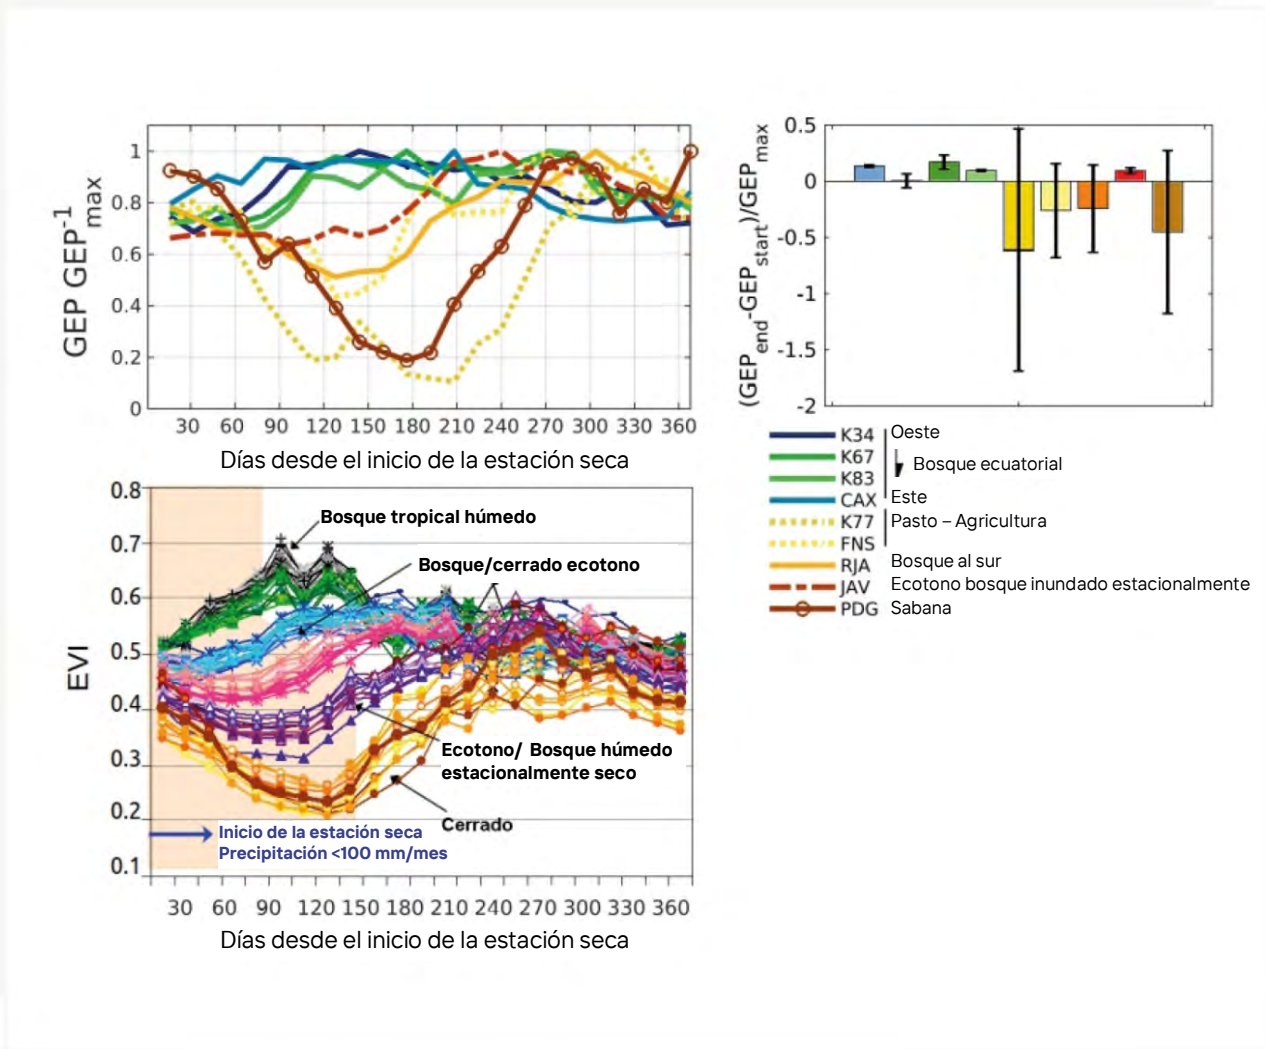 GEP GEP-1max
1
0.8
0.6
0.4
0.2
0
30 60 90 120 150 180 210 240 270 300 330 360
Días desde el inicio de la estación seca
(GEPend-GEPstart)/GEPmax
0.5
0
-0.5
-1
-1.5
-2
K34 Oeste
K67
Bosque ecuatorial
K83
CAX Este
K77 Pasto – Agricultura
FNS
RJA Bosque al sur
JAV Ecotono bosque inundado estacionalmente
PDG Sabana
EVI
0.8
0.7
0.6
0.5
0.4
0.3
0.2
0.1
Bosque tropical húmedo
Bosque/cerrado ecotono
Ecotono/ Bosque húmedo
estacionalmente seco
Cerrado
Inicio de la estación seca
Precipitación <100 mm/mes
30 60 90 120 150 180 210 240 270 300 330 360
Días desde el inicio de la estación seca